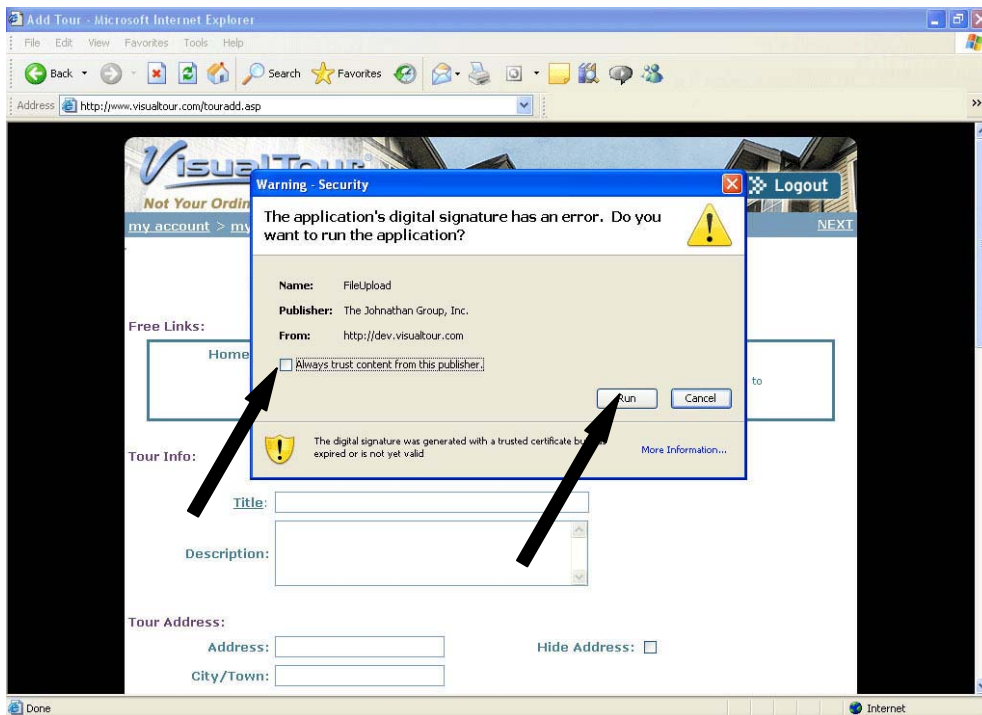 Add Tour - Microsoft Internet Explorer
File Edit View Favorites Tools Help
Back Search Favorites
Address http://www.visualtour.com/touradd.asp
VisualTour
Logout
Not Your Ordin
my account > my NEXT
Warning - Security
The application's digital signature has an error. Do you
want to run the application?
Name: FileUpload
Publisher: The Johnathan Group, Inc.
From: http://dev.visualtour.com
Always trust content from this publisher.
Run Cancel
The digital signature was generated with a trusted certificate but
expired or is not yet valid
More Information...
Free Links:
Home
to
Tour Info:
Title:
Description:
Tour Address:
Address:
Hide Address:
City/Town:
Done Internet